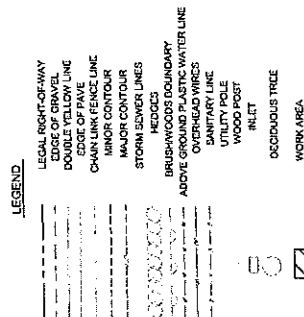 LEGEND
LEGAL RIGHT-OF-WAY
EDGE OF GRAVEL
DOUBLE YELLOW LINE
EDGE OF PAVE
CHAIN LINK FENCE LINE
MINOR CONTOUR
MAJOR CONTOUR
STORM SEWER LINES
HEDGES
BRUSH/WOODS BOUNDARY
ABOVE GROUND PLASTIC WATER LINE
OVERHEAD WIRES
SANITARY LINE
UTILITY POLE
WOOD POST
INLET
DECIDUOUS TREE
WORK AREA